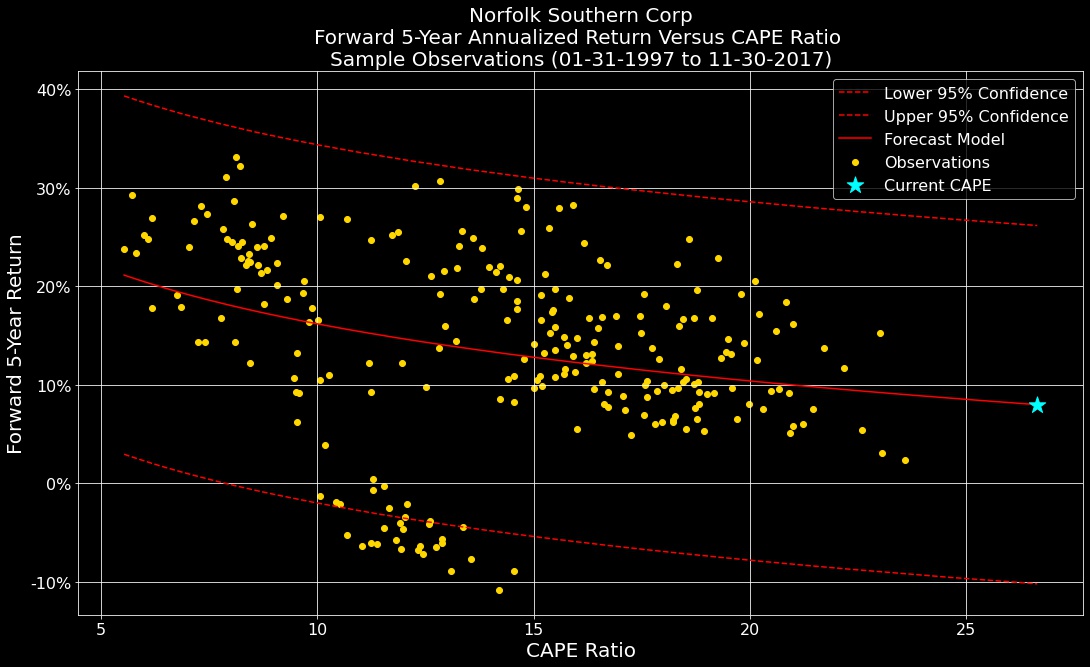 Norfolk Southern Corp
Forward 5-Year Annualized Return Versus CAPE Ratio
Sample Observations (01-31-1997 to 11-30-2017)
Lower 95% Confidence
Upper 95% Confidence
Forecast Model
Observations
Current CAPE
Forward 5-Year Return
40%
30%
20%
10%
0%
-10%
5
10
15
20
25
CAPE Ratio